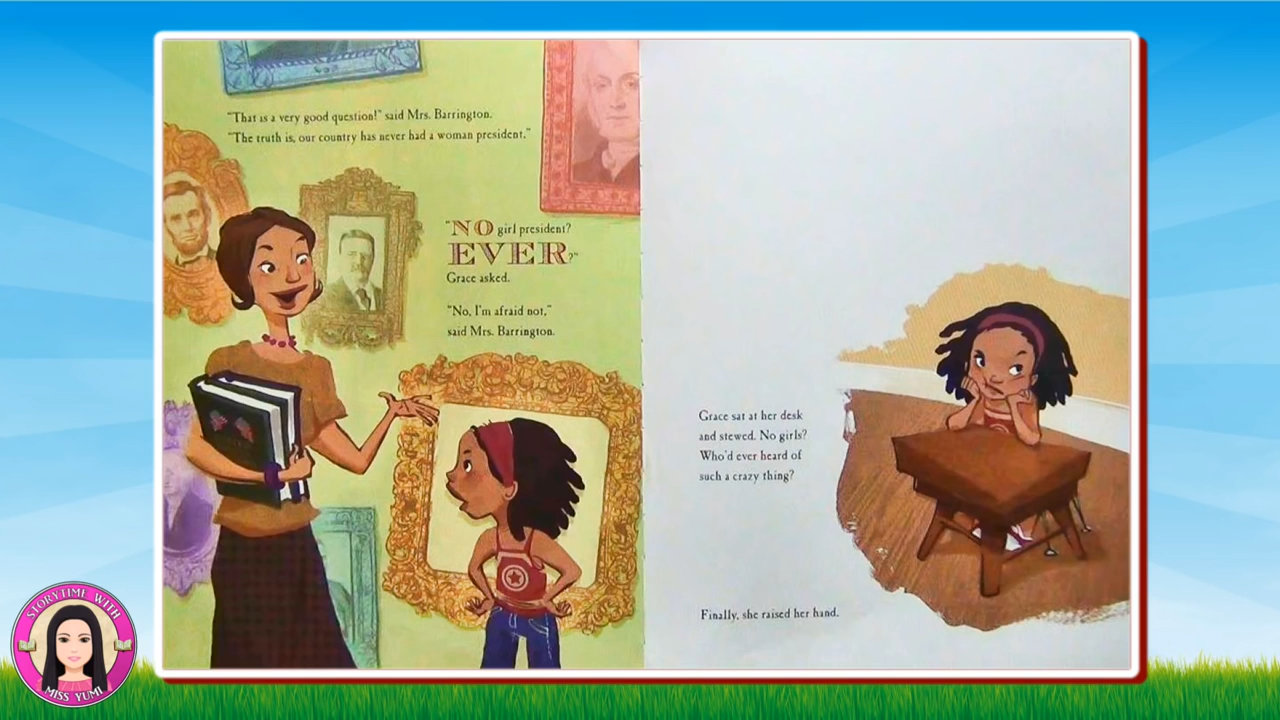 "That is a very good question!" said Mrs. Barrington.
"The truth is, our country has never had a woman president."
"NO girl president?
EVER?"
Grace asked.
"No, I'm afraid not,"
said Mrs. Barrington.
Grace sat at her desk
and stewed. No girls?
Who'd ever heard of
such a crazy thing?
Finally, she raised her hand.
STORYTIME WITH
MISS YUMI